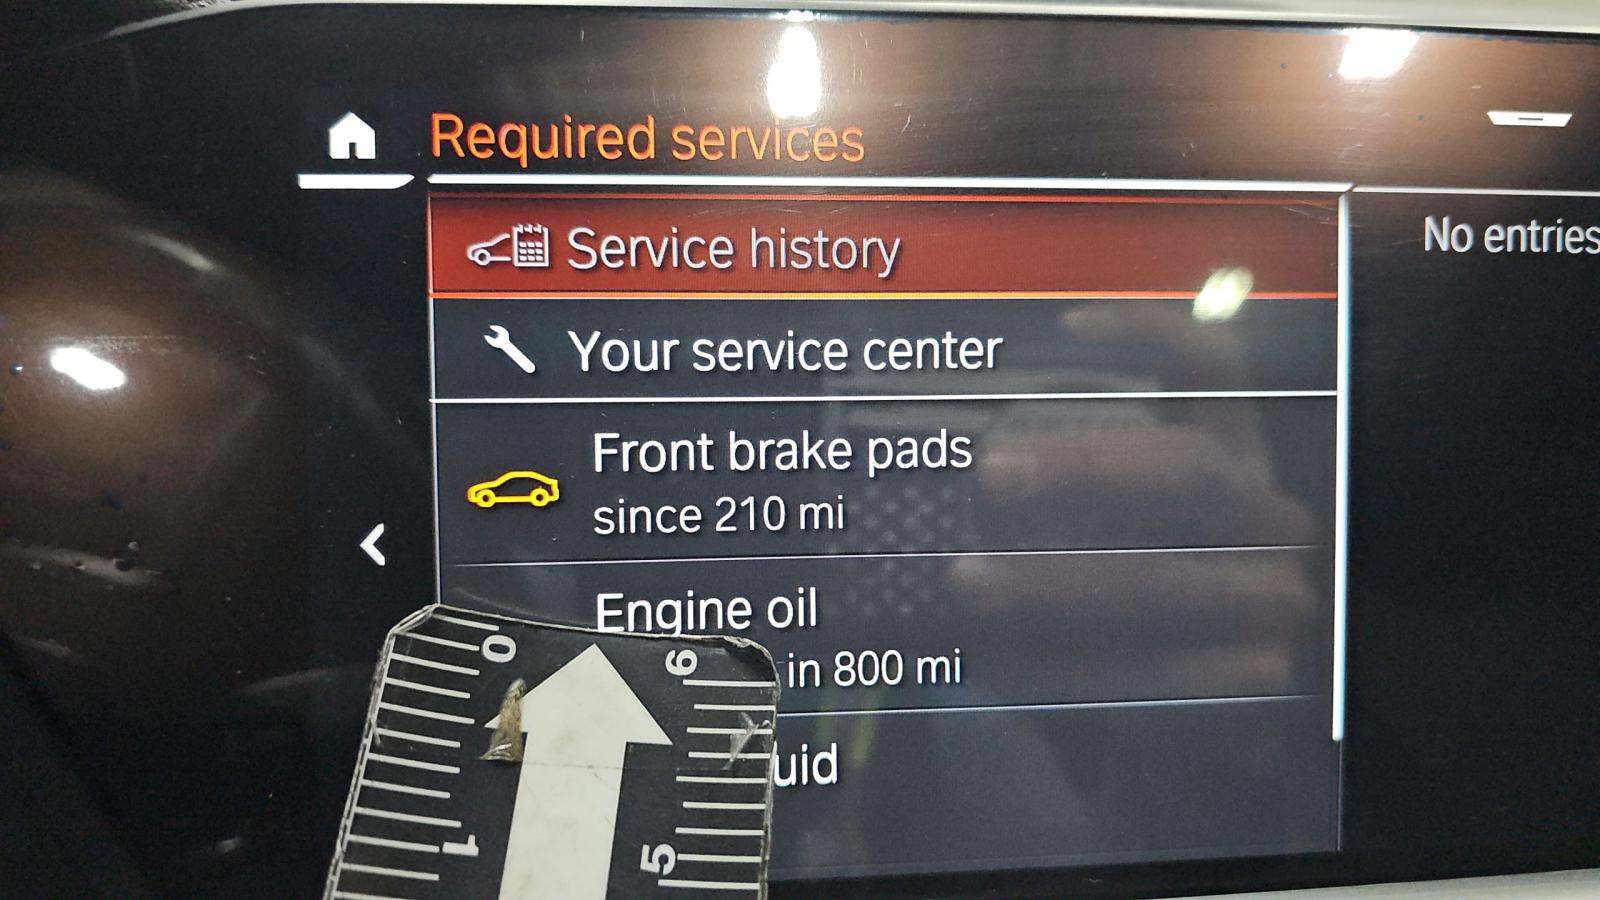 Required services
Service history
No entries
Your service center
Front brake pads
since 210 mi
Engine oil
in 800 mi
0
6
1
5